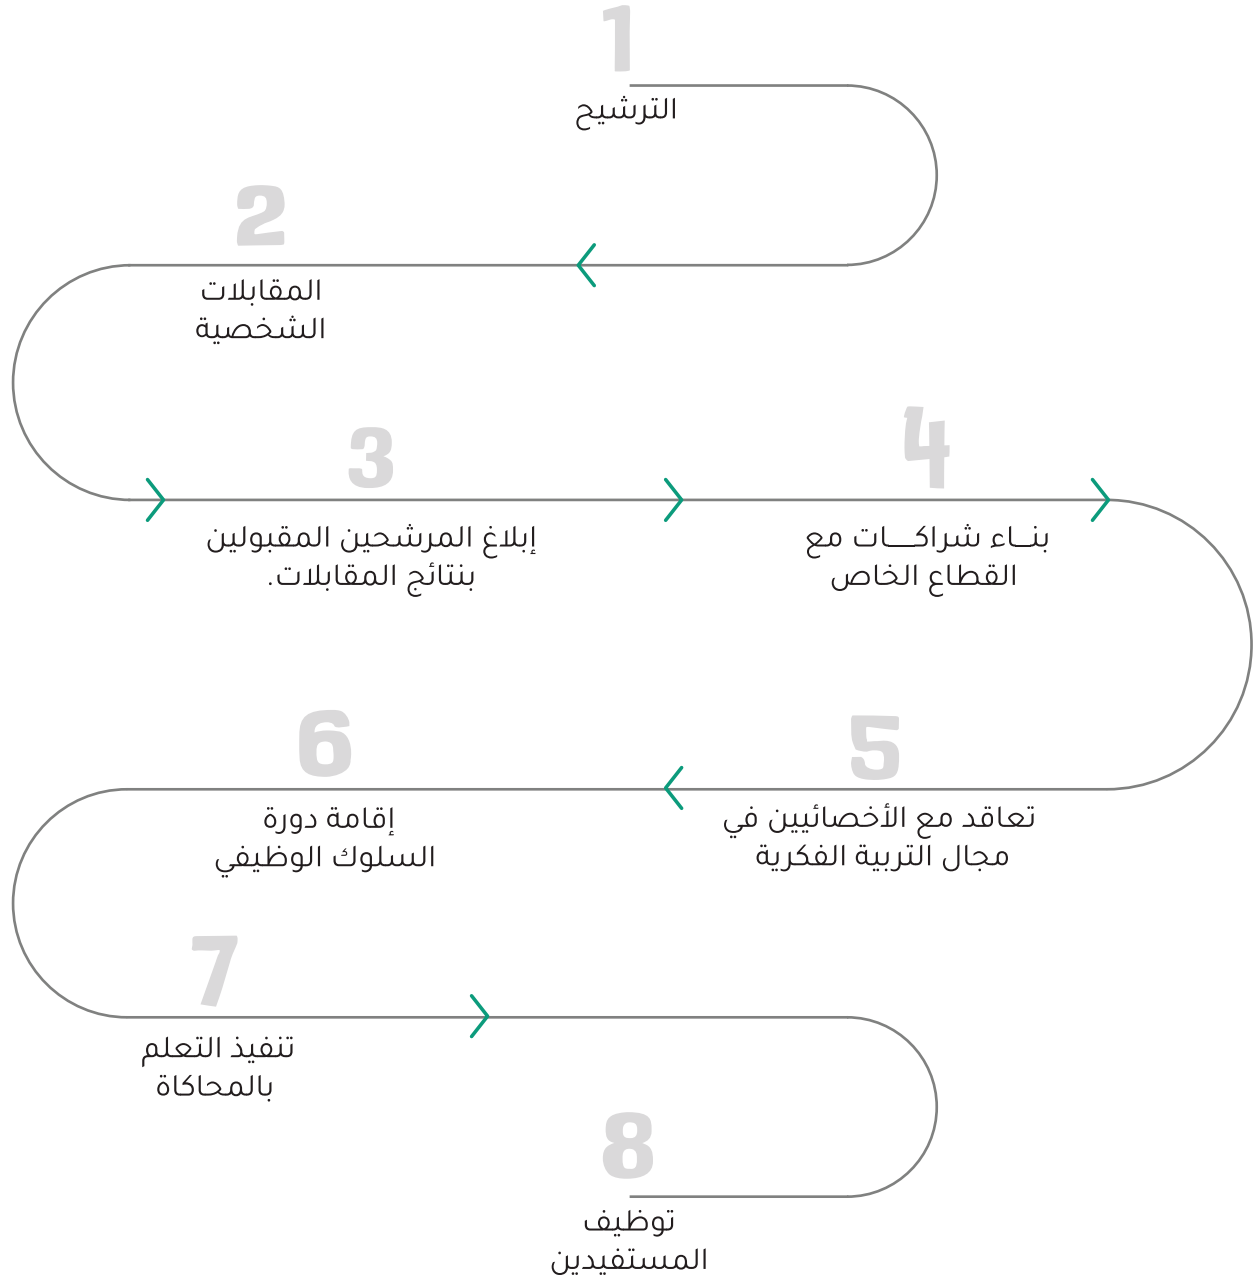 1
الترشيح
2
المقابلات
الشخصية
3
إبلاغ المرشحين المقبولين
بنتائج المقابلات.
4
بنـاء شراكــات مع
القطاع الخاص
5
تعاقد مع الأخصائيين في
مجال التربية الفكرية
6
إقامة دورة
السلوك الوظيفي
7
تنفيذ التعلم
بالمحاكاة
8
توظيف
المستفيدين